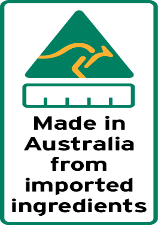 Made in
Australia
from
imported
ingredients